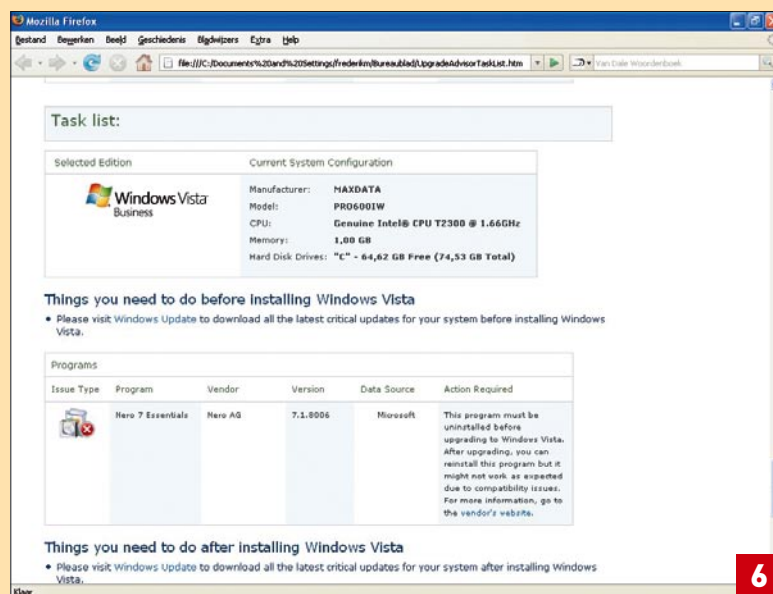 Mozilla Firefox
Bestand Bewerken Beeld Geschiedenis Bladwijzers Extra Help
file:///C:/Documents%20and%20Settings/frederikm/Bureaublad/UpgradeAdvisorTaskList.htm Van Dale Woordenboek
Task list:
Selected Edition Current System Configuration
Windows Vista
Business
Manufacturer: MAXDATA
Model: PRO600IW
CPU: Genuine Intel® CPU T2300 @ 1.66GHz
Memory: 1,00 GB
Hard Disk Drives: "C" - 64,62 GB Free (74,53 GB Total)
Things you need to do before installing Windows Vista
• Please visit Windows Update to download all the latest critical updates for your system before installing Windows
Vista.
Programs
Issue Type Program Vendor Version Data Source Action Required
Nero 7 Essentials Nero AG 7.1.8006 Microsoft This program must be
uninstalled before
upgrading to Windows Vista.
After upgrading, you can
reinstall this program but it
might not work as expected
due to compatibility issues.
For more information, go to
the vendor's website.
Things you need to do after installing Windows Vista
• Please visit Windows Update to download all the latest critical updates for your system after installing Windows
Vista.
Klaar
6